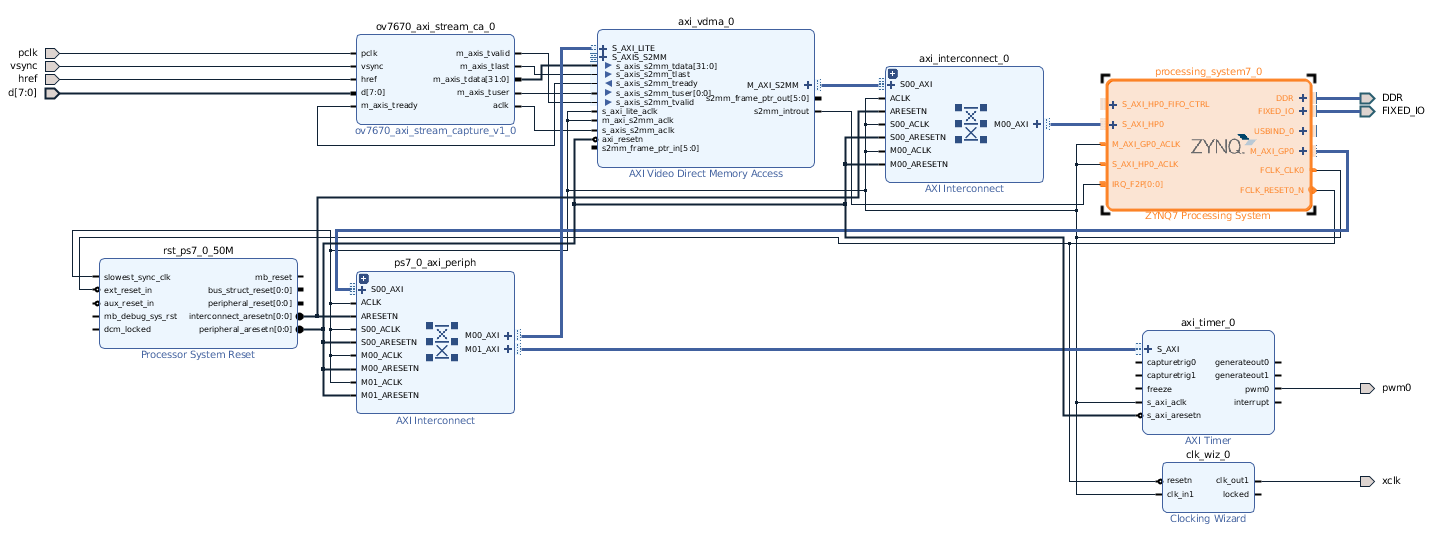 pclk
vsync
href
d[7:0]
ov7670_axi_stream_ca_0
pclk
vsync
href
d[7:0]
m_axis_tready
m_axis_tvalid
m_axis_tlast
m_axis_tdata[31:0]
m_axis_tuser
aclk
ov7670_axi_stream_capture_v1_0
axi_vdma_0
S_AXI_LITE
S_AXIS_S2MM
s_axis_s2mm_tdata[31:0]
s_axis_s2mm_tlast
s_axis_s2mm_tready
s_axis_s2mm_tuser[0:0]
s_axis_s2mm_tvalid
s_axi_lite_aclk
m_axi_s2mm_aclk
s_axis_s2mm_aclk
axi_resetn
s2mm_frame_ptr_in[5:0]
M_AXI_S2MM
s2mm_frame_ptr_out[5:0]
s2mm_introut
AXI Video Direct Memory Access
axi_interconnect_0
S00_AXI
ACLK
ARESETN
S00_ACLK
S00_ARESETN
M00_ACLK
M00_ARESETN
M00_AXI
AXI Interconnect
processing_system7_0
S_AXI_HP0_FIFO_CTRL
S_AXI_HP0
M_AXI_GP0_ACLK
S_AXI_HP0_ACLK
IRQ_F2P[0:0]
ZYNQ
DDR
FIXED_IO
USBIND_0
M_AXI_GP0
FCLK_CLK0
FCLK_RESET0_N
ZYNQ7 Processing System
DDR
FIXED_IO
rst_ps7_0_50M
slowest_sync_clk
ext_reset_in
aux_reset_in
mb_debug_sys_rst
dcm_locked
mb_reset
bus_struct_reset[0:0]
peripheral_reset[0:0]
interconnect_aresetn[0:0]
peripheral_aresetn[0:0]
Processor System Reset
ps7_0_axi_periph
S00_AXI
ACLK
ARESETN
S00_ACLK
S00_ARESETN
M00_ACLK
M00_ARESETN
M01_ACLK
M01_ARESETN
M00_AXI
M01_AXI
AXI Interconnect
axi_timer_0
S_AXI
capturetrig0
capturetrig1
freeze
s_axi_aclk
s_axi_aresetn
generateout0
generateout1
pwm0
interrupt
AXI Timer
pwm0
clk_wiz_0
resetn
clk_in1
clk_out1
locked
Clocking Wizard
xclk